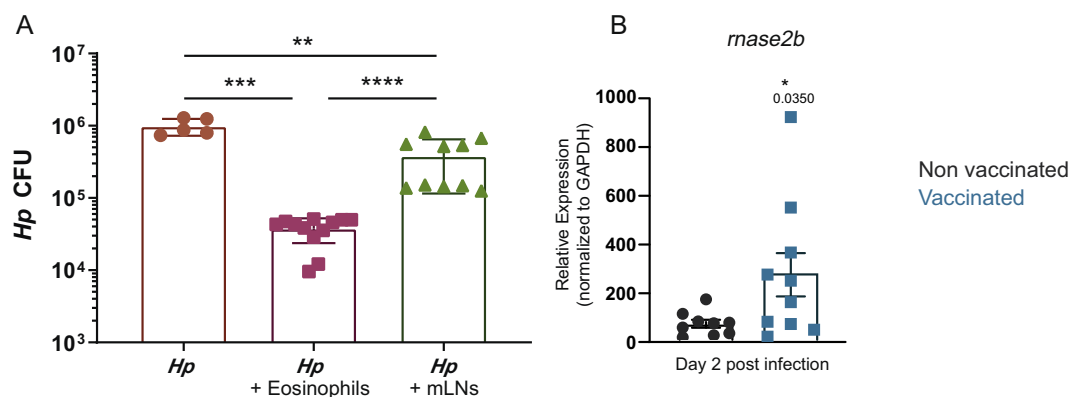 A
Hp CFU
10⁷
10⁶
10⁵
10⁴
10³
**
***
****
Hp
Hp
+ Eosinophils
Hp
+ mLNs
B
rnase2b
*
0.0350
Relative Expression
(normalized to GAPDH)
1000
800
600
400
200
0
Day 2 post infection
Non vaccinated
Vaccinated